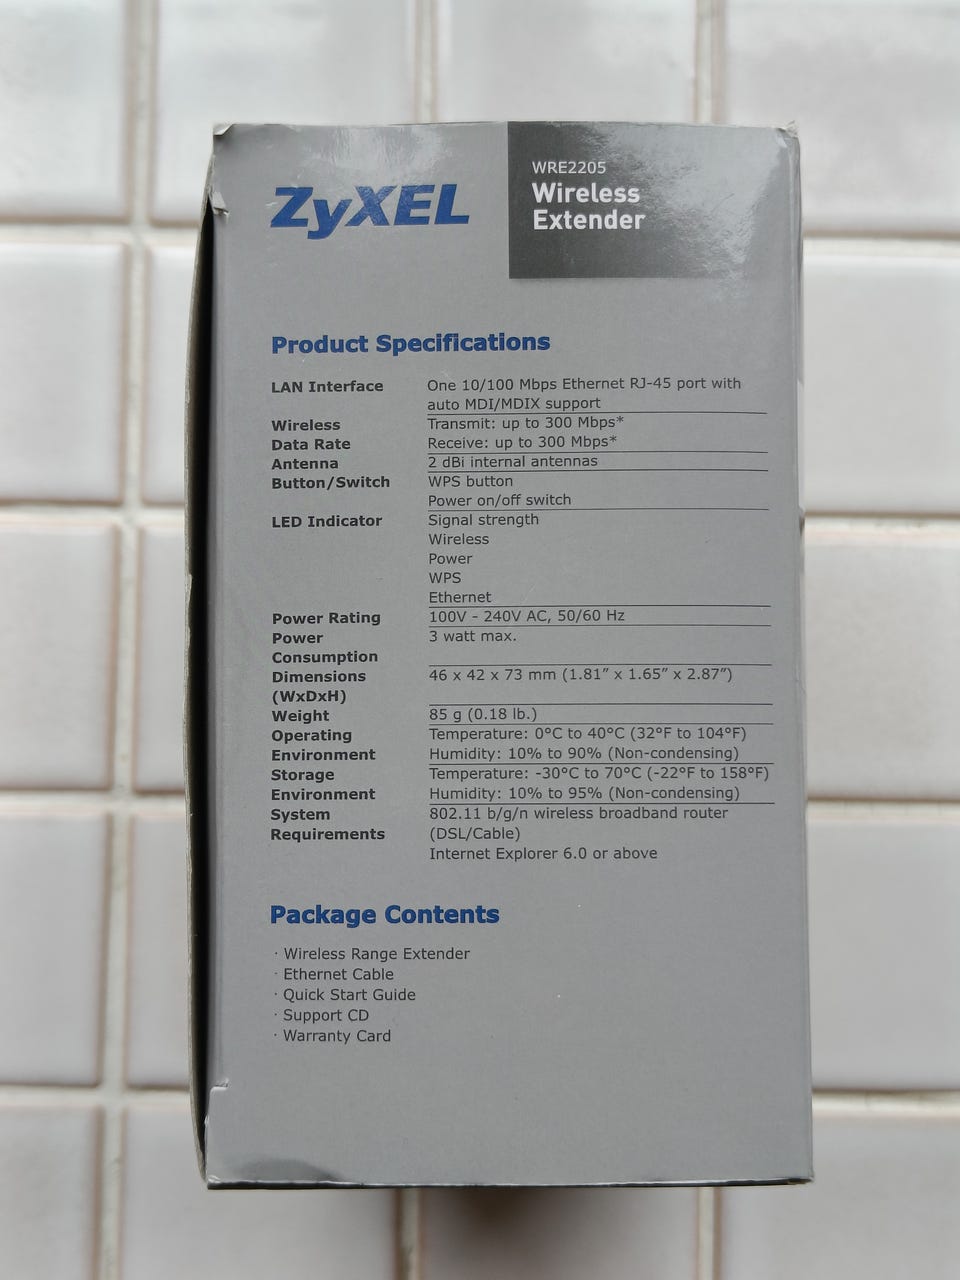 ZyXEL
WRE2205
Wireless
Extender
Product Specifications
LAN Interface One 10/100 Mbps Ethernet RJ-45 port with
auto MDI/MDIX support
Wireless Transmit: up to 300 Mbps*
Data Rate Receive: up to 300 Mbps*
Antenna 2 dBi internal antennas
Button/Switch WPS button
Power on/off switch
LED Indicator Signal strength
Wireless
Power
WPS
Ethernet
Power Rating 100V - 240V AC, 50/60 Hz
Power 3 watt max.
Consumption
Dimensions 46 x 42 x 73 mm (1.81” x 1.65” x 2.87”)
(WxDxH)
Weight 85 g (0.18 lb.)
Operating Temperature: 0°C to 40°C (32°F to 104°F)
Environment Humidity: 10% to 90% (Non-condensing)
Storage Temperature: -30°C to 70°C (-22°F to 158°F)
Environment Humidity: 10% to 95% (Non-condensing)
System 802.11 b/g/n wireless broadband router
Requirements (DSL/Cable)
Internet Explorer 6.0 or above
Package Contents
· Wireless Range Extender
· Ethernet Cable
· Quick Start Guide
· Support CD
· Warranty Card